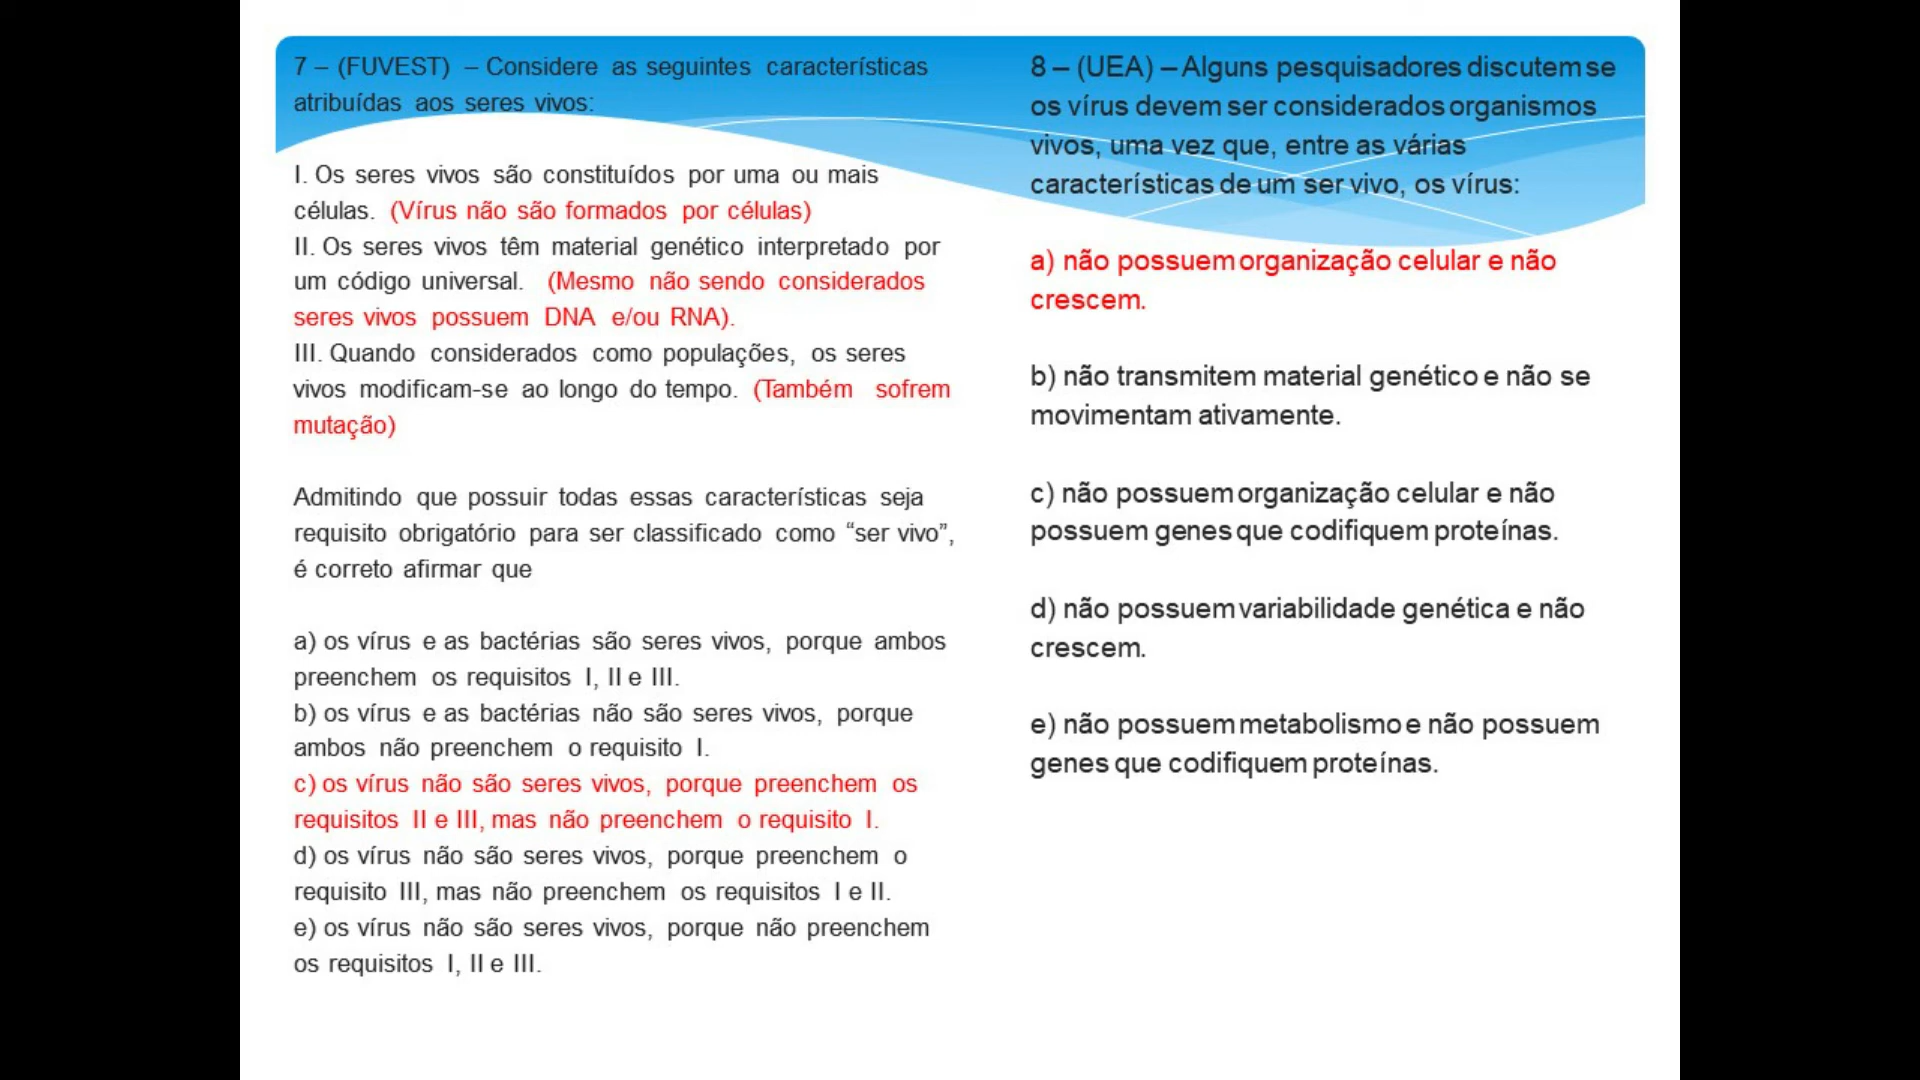 7 – (FUVEST) – Considere as seguintes características
atribuídas aos seres vivos:
I. Os seres vivos são constituídos por uma ou mais
células. (Vírus não são formados por células)
II. Os seres vivos têm material genético interpretado por
um código universal. (Mesmo não sendo considerados
seres vivos possuem DNA e/ou RNA).
III. Quando considerados como populações, os seres
vivos modificam-se ao longo do tempo. (Também sofrem
mutação)
Admitindo que possuir todas essas características seja
requisito obrigatório para ser classificado como “ser vivo”,
é correto afirmar que
a) os vírus e as bactérias são seres vivos, porque ambos
preenchem os requisitos I, II e III.
b) os vírus e as bactérias não são seres vivos, porque
ambos não preenchem o requisito I.
c) os vírus não são seres vivos, porque preenchem os
requisitos II e III, mas não preenchem o requisito I.
d) os vírus não são seres vivos, porque preenchem o
requisito III, mas não preenchem os requisitos I e II.
e) os vírus não são seres vivos, porque não preenchem
os requisitos I, II e III.
8 – (UEA) – Alguns pesquisadores discutem se
os vírus devem ser considerados organismos
vivos, uma vez que, entre as várias
características de um ser vivo, os vírus:
a) não possuem organização celular e não
crescem.
b) não transmitem material genético e não se
movimentam ativamente.
c) não possuem organização celular e não
possuem genes que codifiquem proteínas.
d) não possuem variabilidade genética e não
crescem.
e) não possuem metabolismo e não possuem
genes que codifiquem proteínas.